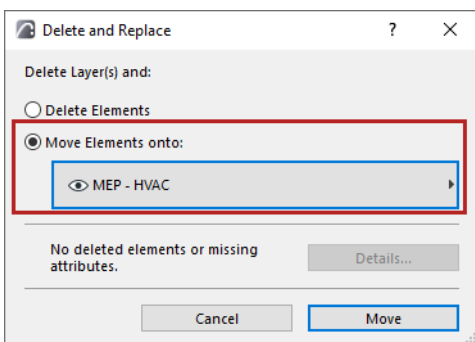 Delete and Replace
?
Delete Layer(s) and:
Delete Elements
Move Elements onto:
MEP - HVAC
No deleted elements or missing
attributes.
Details...
Cancel
Move